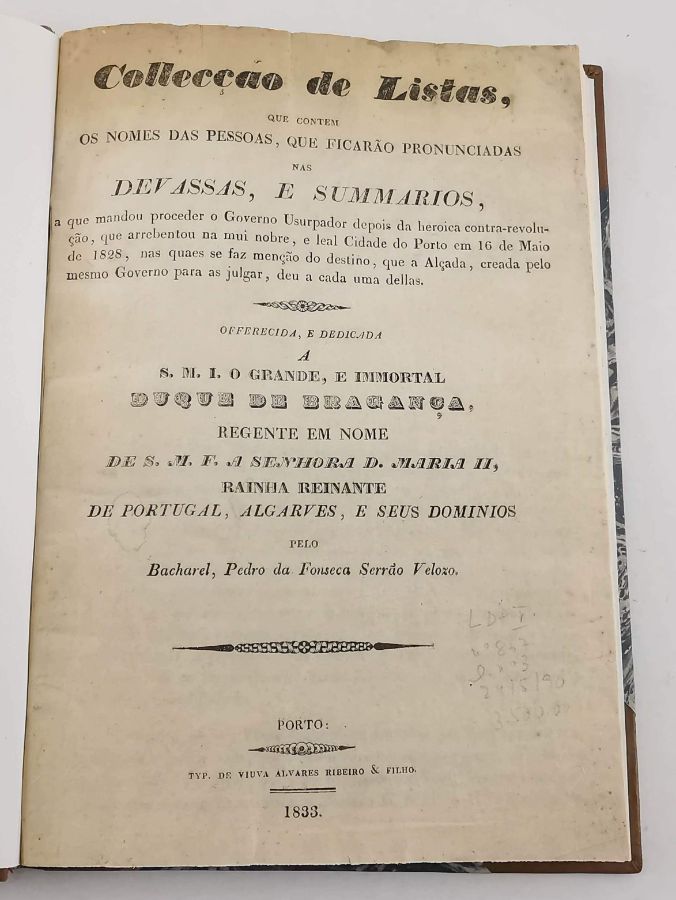 Collecção de Listas,
QUE CONTEM
OS NOMES DAS PESSOAS, QUE FICARÃO PRONUNCIADAS
NAS
DEVASSAS, E SUMMARIOS,
a que mandou proceder o Governo Usurpador depois da heroica contra-revolu-
ção, que arrebentou na mui nobre, e leal Cidade do Porto em 16 de Maio
de 1828, nas quaes se faz menção do destino, que a Alçada, creada pelo
mesmo Governo para as julgar, deu a cada uma dellas.
OFFERECIDA, E DEDICADA
A
S. M. I. O GRANDE, E IMMORTAL
DUQUE DE BRAGANÇA,
REGENTE EM NOME
DE S. M. F. A SENHORA D. MARIA II,
RAINHA REINANTE
DE PORTUGAL, ALGARVES, E SEUS DOMINIOS
PELO
Bacharel, Pedro da Fonseca Serrão Velozo.
PORTO:
TYP. DE VIUVA ALVARES RIBEIRO & FILHO.
1833.